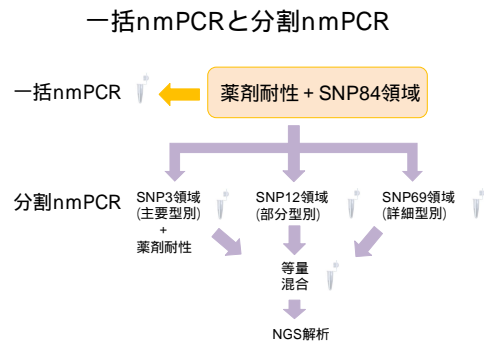 一括nmPCRと分割nmPCR
一括nmPCR
薬剤耐性+SNP84領域
分割nmPCR
SNP3領域
(主要型別)
+
薬剤耐性
SNP12領域
(部分型別)
SNP69領域
(詳細型別)
等量
混合
NGS解析